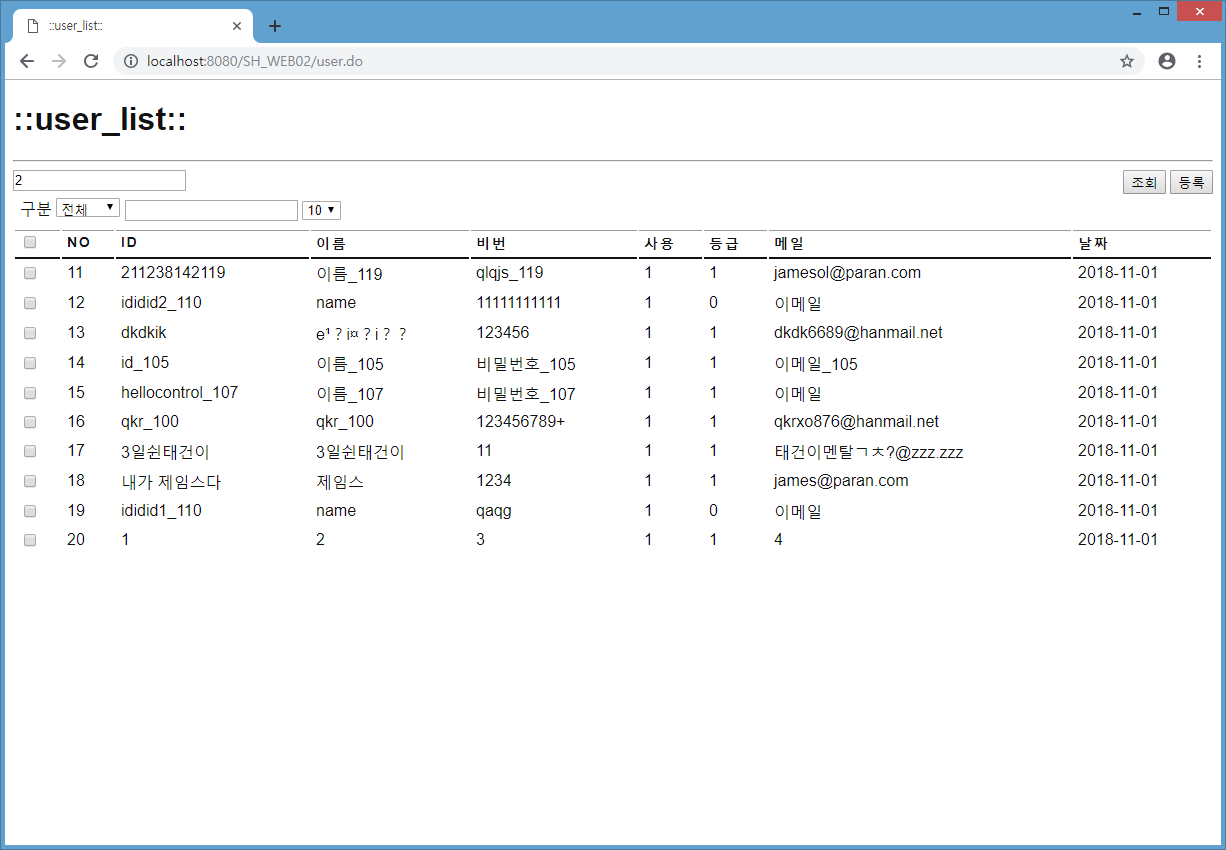 ::user_list::
localhost:8080/SH_WEB02/user.do
::user_list::
2 조회 등록
구분 전체 10
NO ID 이름 비번 사용 등급 메일 날짜
11 211238142119 이름_119 qlqjs_119 1 1 jamesol@paran.com 2018-11-01
12 ididid2_110 name 11111111111 1 0 이메일 2018-11-01
13 dkdkik e¹ ? i¤ ? i ? ? 123456 1 1 dkdk6689@hanmail.net 2018-11-01
14 id_105 이름_105 비밀번호_105 1 1 이메일_105 2018-11-01
15 hellocontrol_107 이름_107 비밀번호_107 1 1 이메일 2018-11-01
16 qkr_100 qkr_100 123456789+ 1 1 qkrxo876@hanmail.net 2018-11-01
17 3일쉰태건이 3일쉰태건이 11 1 1 태건이멘탈ㄱㅊ?@zzz.zzz 2018-11-01
18 내가 제임스다 제임스 1234 1 1 james@paran.com 2018-11-01
19 ididid1_110 name qaqg 1 0 이메일 2018-11-01
20 1 2 3 1 1 4 2018-11-01